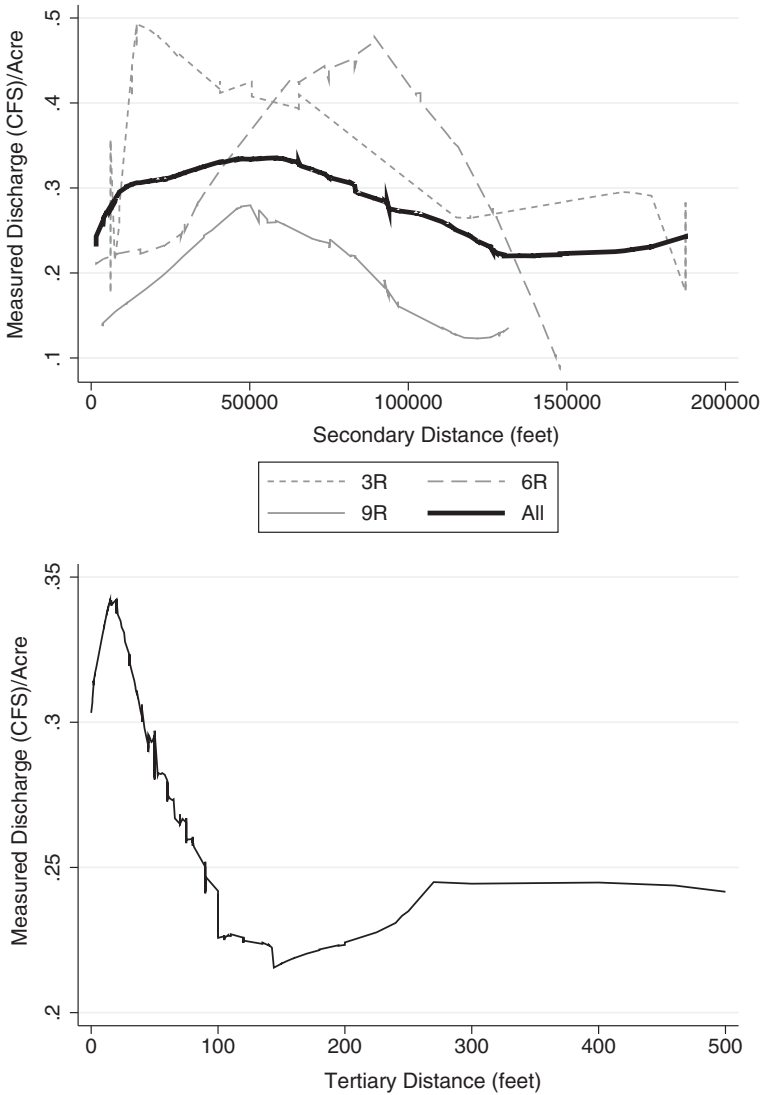 Measured Discharge (CFS)/Acre
.5
.4
.3
.2
.1
0 50000 100000 150000 200000
Secondary Distance (feet)
3R 6R
9R All
Measured Discharge (CFS)/Acre
.35
.3
.25
.2
0 100 200 300 400 500
Tertiary Distance (feet)